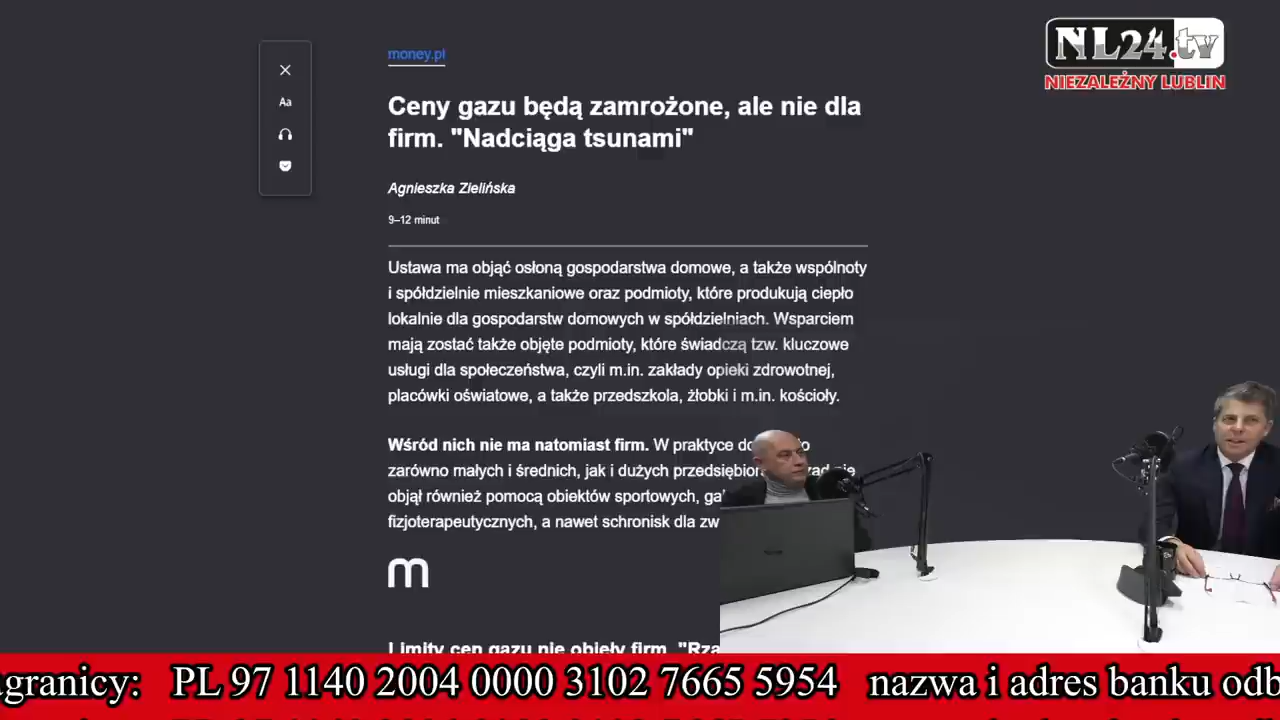 money.pl
NL24.tv
NIEZALEŻNY LUBLIN
Aa
Ceny gazu będą zamrożone, ale nie dla
firm. "Nadciąga tsunami"
Agnieszka Zielińska
9–12 minut
Ustawa ma objąć osłoną gospodarstwa domowe, a także wspólnoty
i spółdzielnie mieszkaniowe oraz podmioty, które produkują ciepło
lokalnie dla gospodarstw domowych w spółdzielniach. Wsparciem
mają zostać także objęte podmioty, które świadczą tzw. kluczowe
usługi dla społeczeństwa, czyli m.in. zakłady opieki zdrowotnej,
placówki oświatowe, a także przedszkola, żłobki i m.in. kościoły.
Wśród nich nie ma natomiast firm. W praktyce
zarówno małych i średnich, jak i dużych
objął również pomocą obiektów sportowych,
fizjoterapeutycznych, a nawet schronisk dla
m
Limity cen gazu nie objęły firm.
agranicy: PL 97 1140 2004 0000 3102 7665 5954 nazwa i adres banku odb